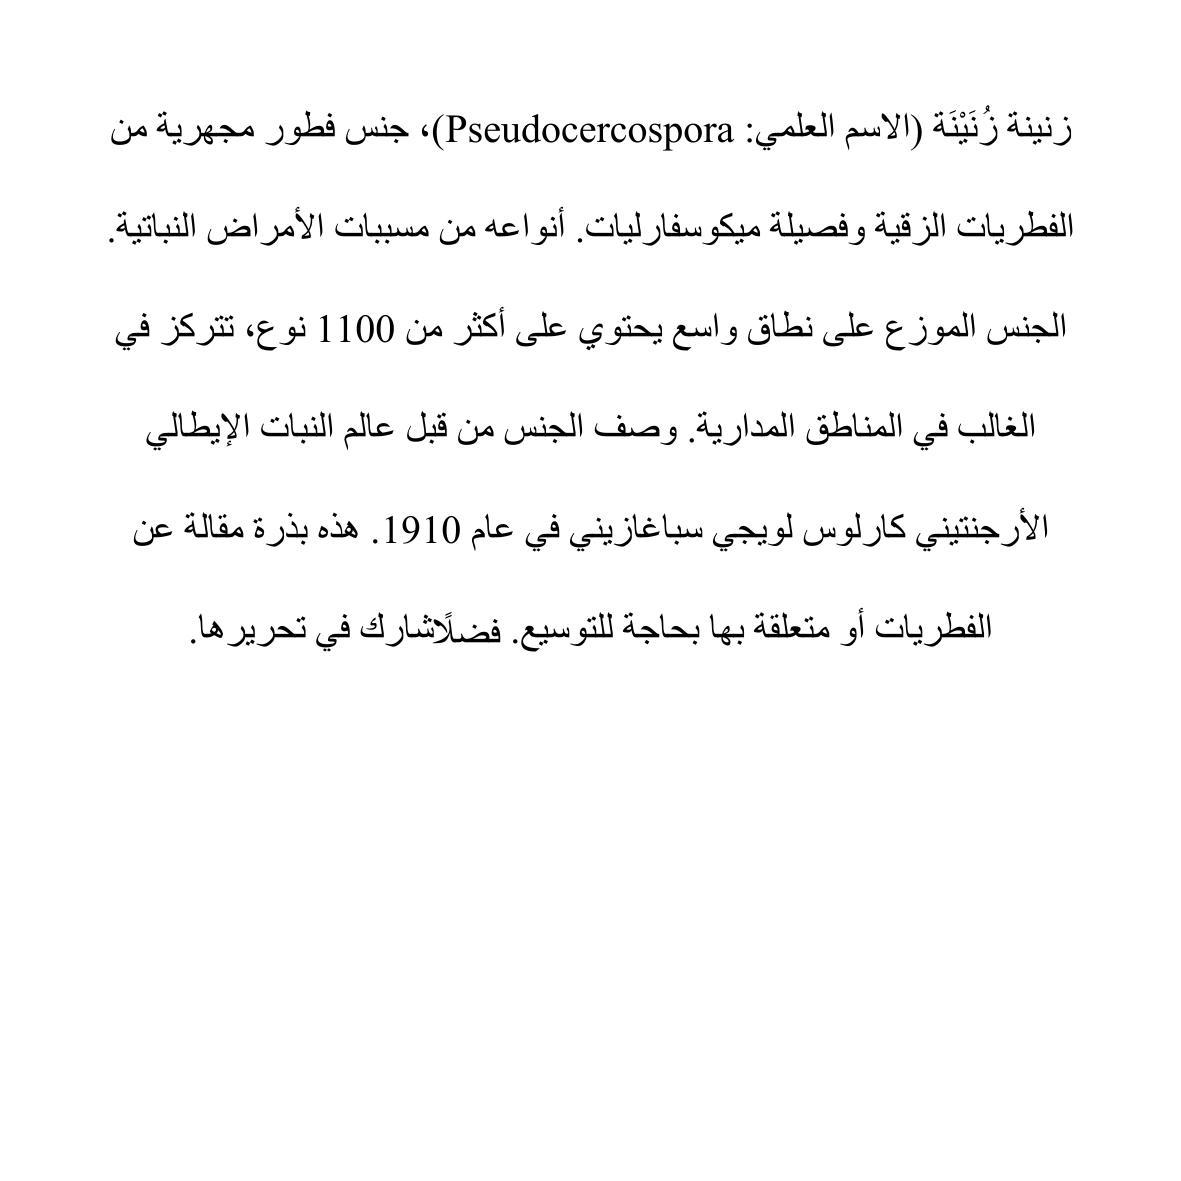 زنينة زُنَيْنَة (الاسم العلمي: Pseudocercospora)، جنس فطور مجهرية من
الفطريات الزقية وفصيلة ميكوسفارليات. أنواعه من مسببات الأمراض النباتية.
الجنس الموزع على نطاق واسع يحتوي على أكثر من 1100 نوع، تتركز في
الغالب في المناطق المدارية. وصف الجنس من قبل عالم النبات الإيطالي
الأرجنتيني كارلوس لويجي سباغازيني في عام 1910. هذه بذرة مقالة عن
الفطريات أو متعلقة بها بحاجة للتوسيع. فضلًاشارك في تحريرها.